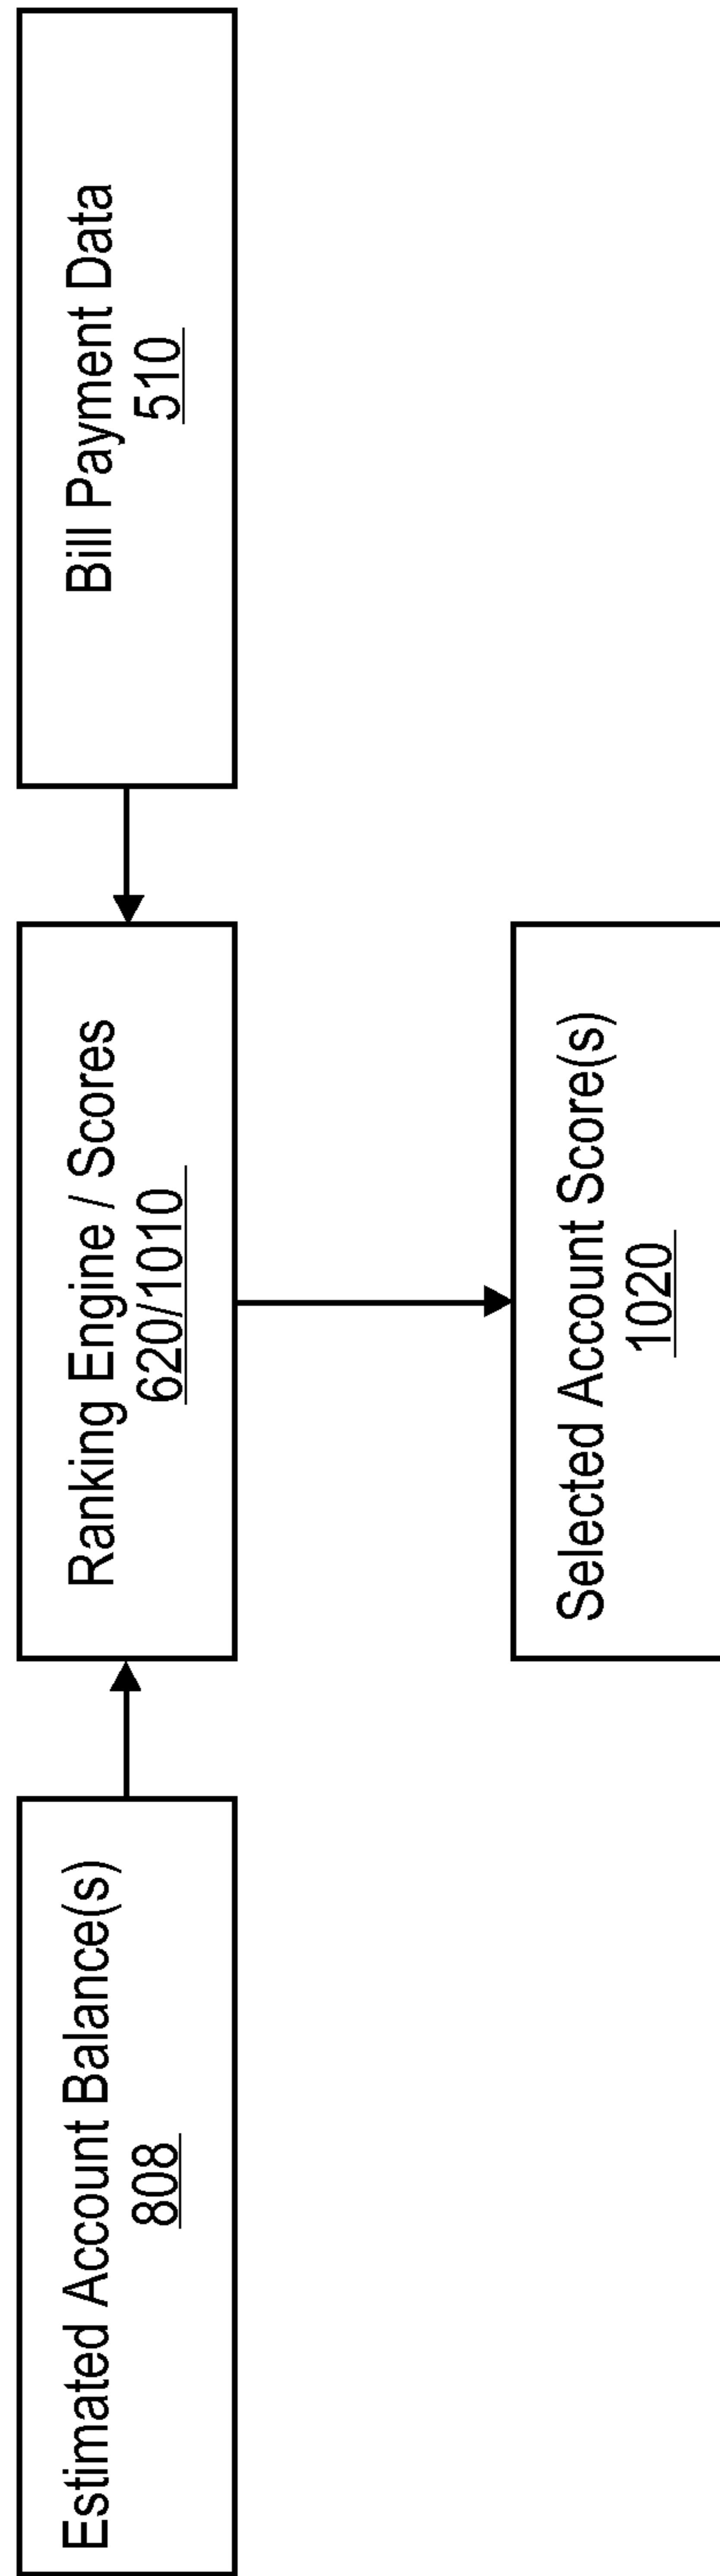 Estimated Account Balance(s)
808
Ranking Engine / Scores
620/1010
Bill Payment Data
510
Selected Account Score(s)
1020